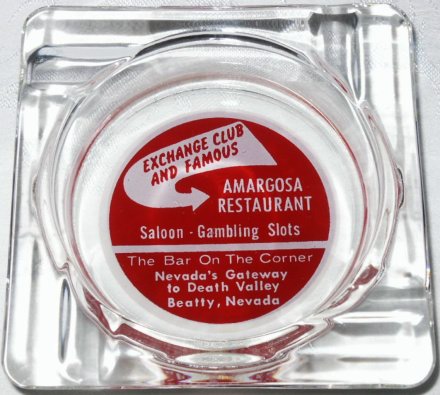 EXCHANGE CLUB
AND FAMOUS
AMARGOSA
RESTAURANT
Saloon - Gambling Slots
The Bar On The Corner
Nevada's Gateway
to Death Valley
Beatty, Nevada